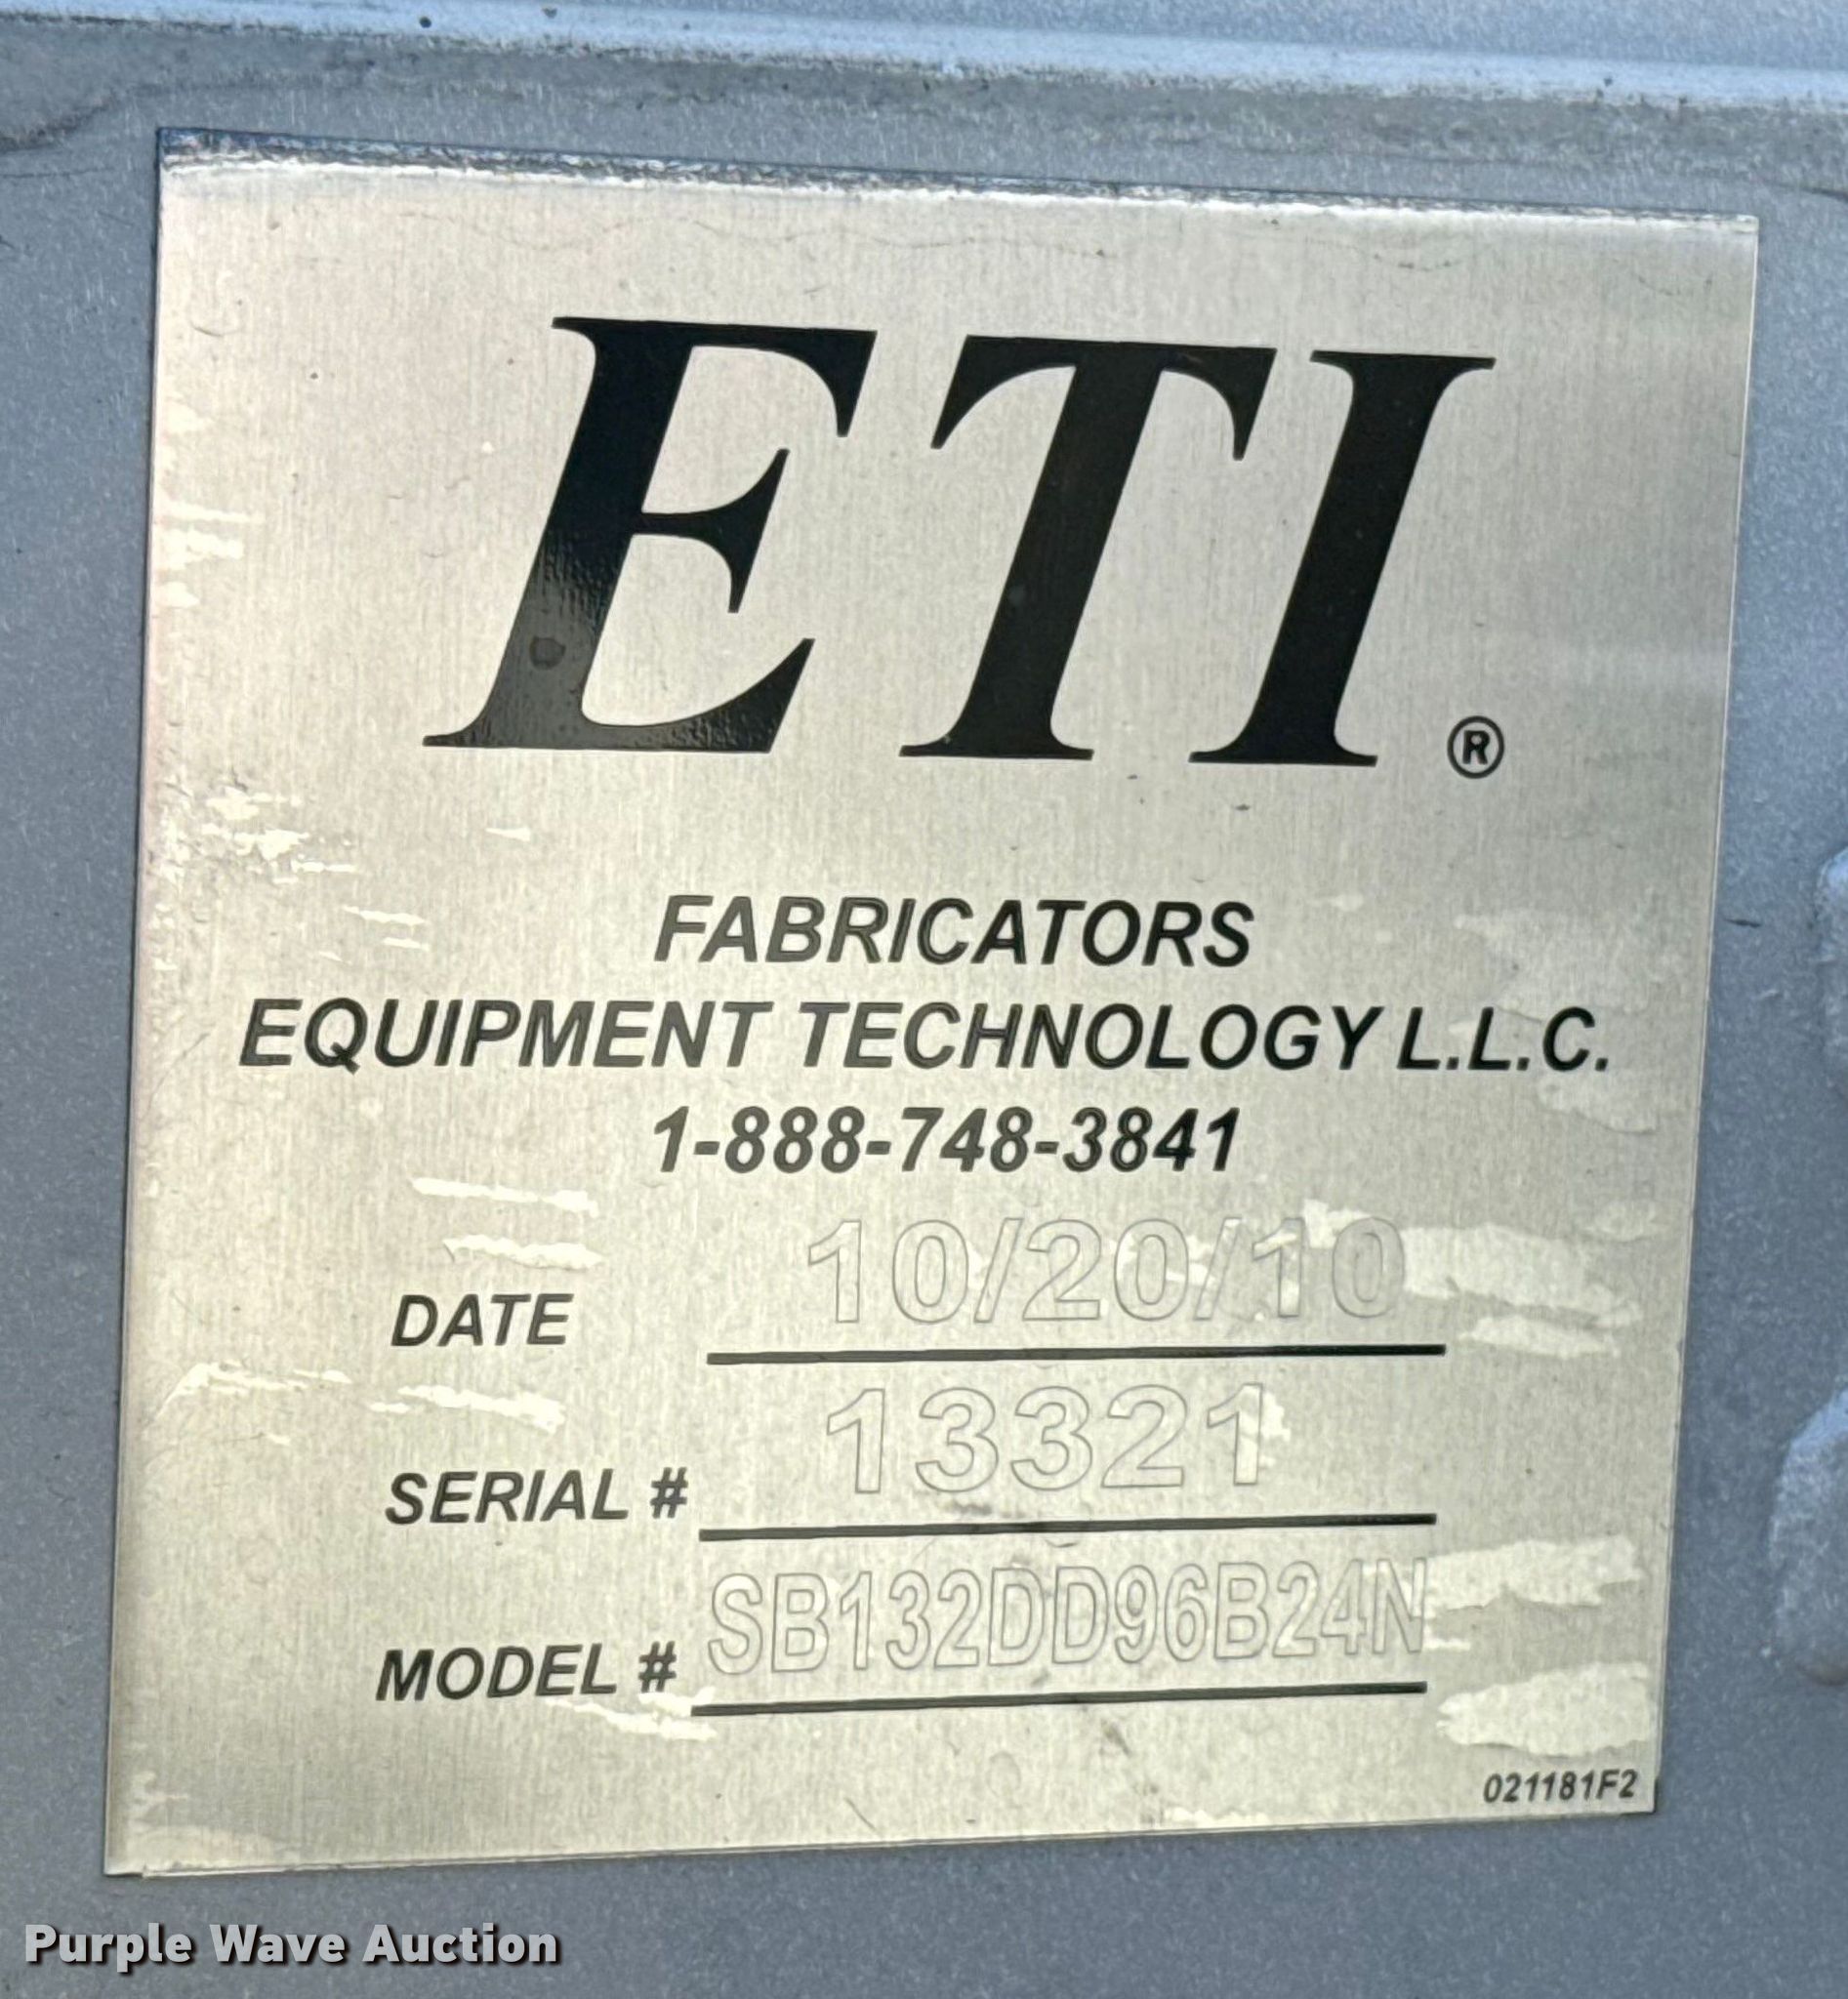 ETI®
FABRICATORS
EQUIPMENT TECHNOLOGY L.L.C.
1-888-748-3841
DATE 10/20/10
SERIAL # 13321
MODEL # SB132DD96B24N
021181F2
Purple Wave Auction